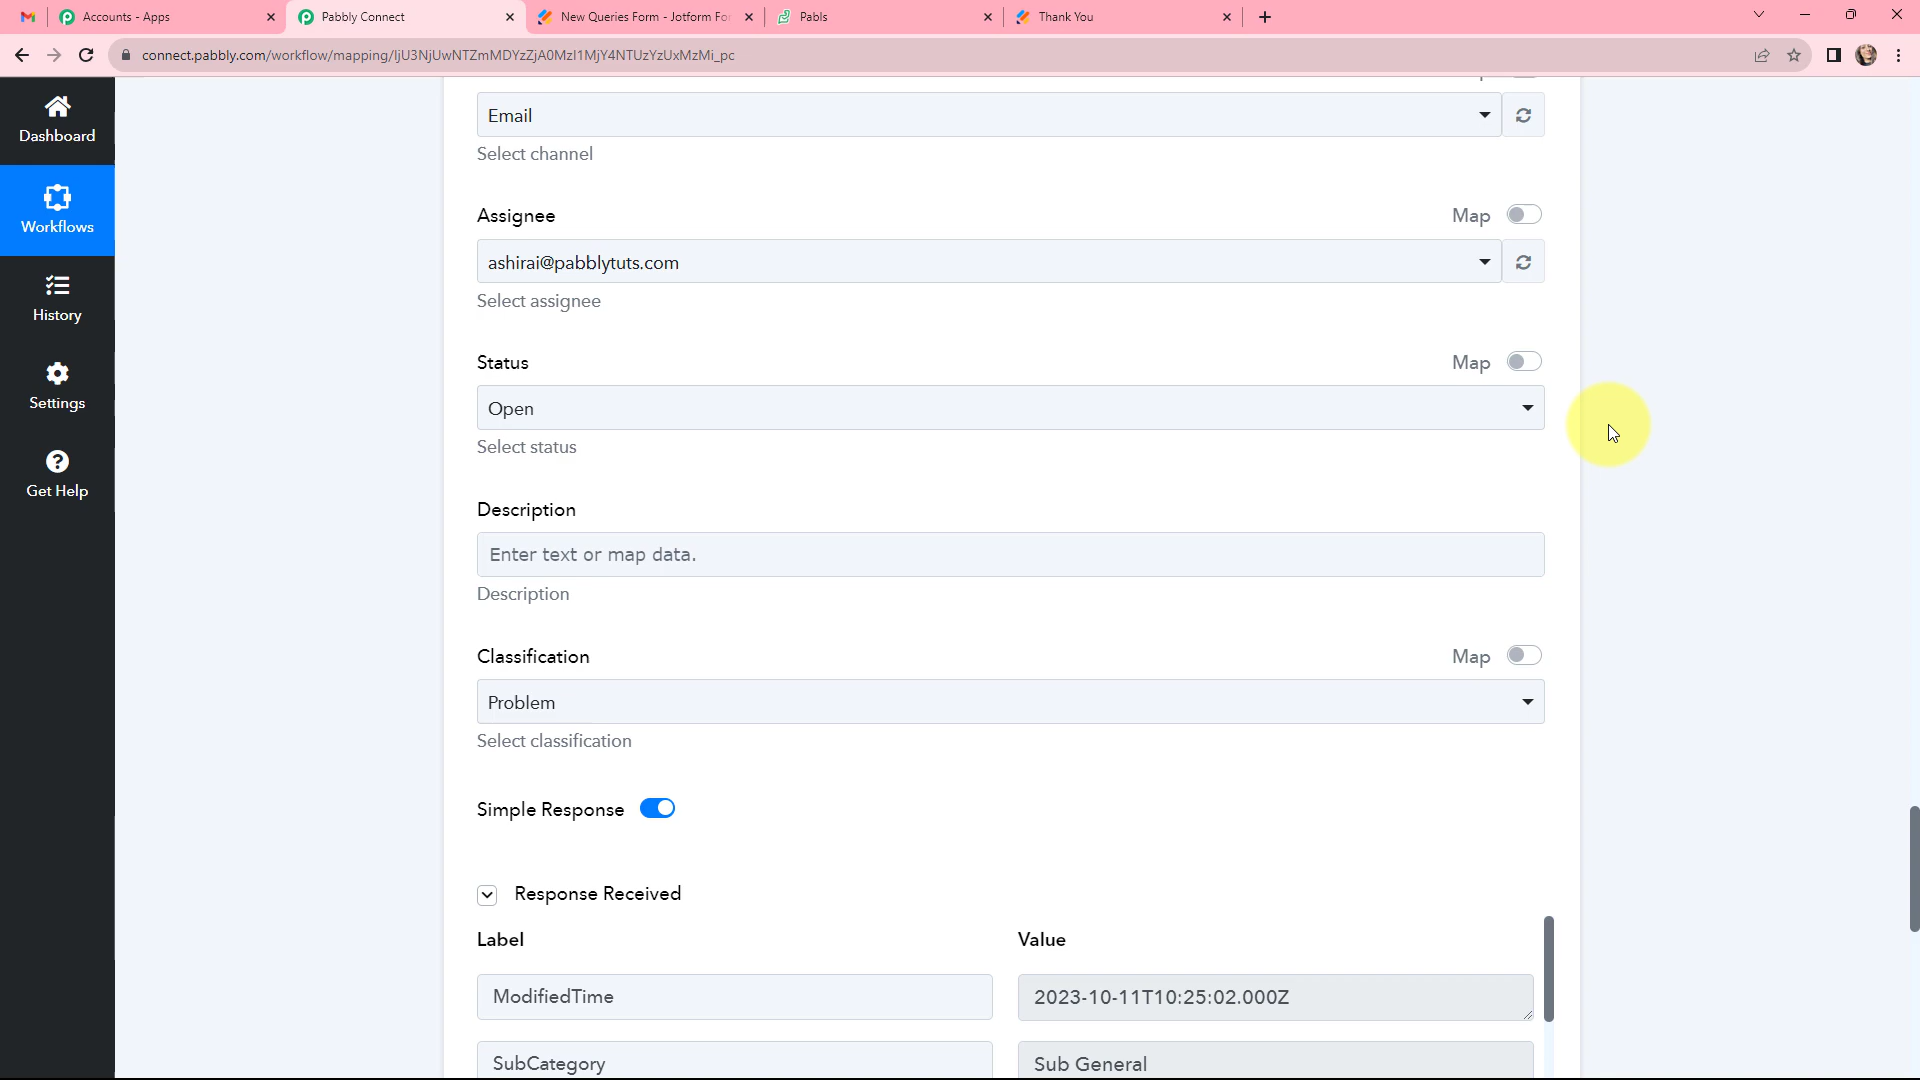 Accounts - Apps
Pabbly Connect
New Queries Form - Jotform For
Pabls
Thank You
connect.pabbly.com/workflow/mapping/IjU3NjUwNTZmMDYzZjA0MzI1MjY4NTUzYzUxMzMi_pc
Dashboard
Workflows
History
Settings
Get Help
Email
Select channel
Assignee
Map
ashirai@pabblytuts.com
Select assignee
Status
Map
Open
Select status
Description
Enter text or map data.
Description
Classification
Map
Problem
Select classification
Simple Response
Response Received
Label
Value
ModifiedTime
2023-10-11T10:25:02.000Z
SubCategory
Sub General